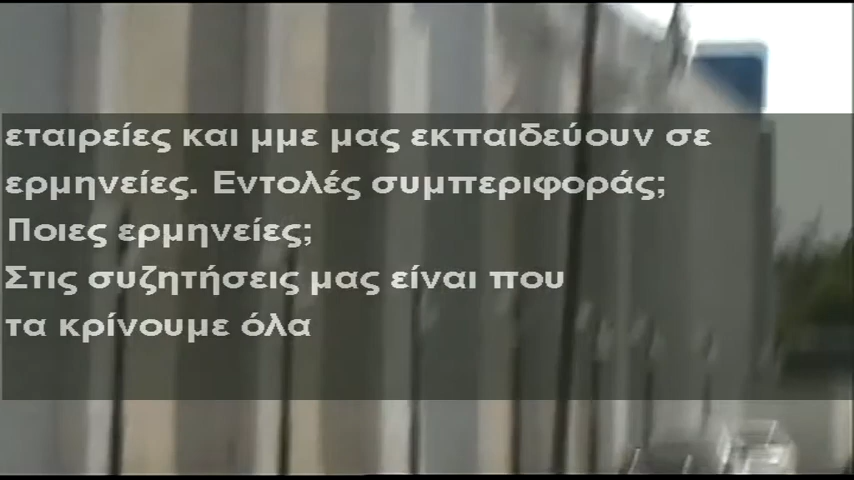 εταιρείες και μμε μας εκπαιδεύουν σε
ερμηνείες. Εντολές συμπεριφοράς;
Ποιες ερμηνείες;
Στις συζητήσεις μας είναι που
τα κρίνουμε όλα